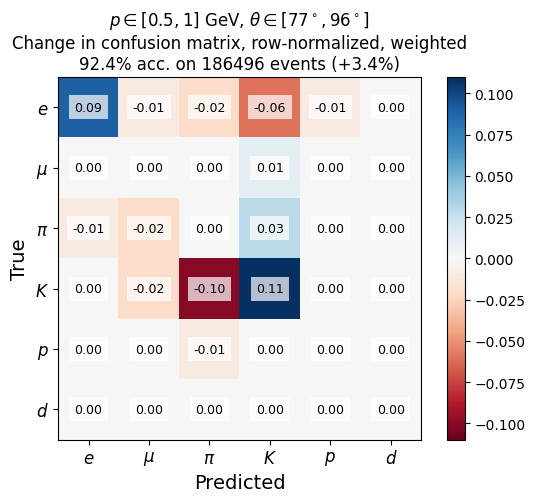 p ∈ [0.5, 1] GeV, θ ∈ [77°, 96°]
Change in confusion matrix, row-normalized, weighted
92.4% acc. on 186496 events (+3.4%)
True
e 0.09 -0.01 -0.02 -0.06 -0.01 0.00
μ 0.00 0.00 0.00 0.01 0.00 0.00
π -0.01 -0.02 0.00 0.03 0.00 0.00
K 0.00 -0.02 -0.10 0.11 0.00 0.00
p 0.00 0.00 -0.01 0.00 0.00 0.00
d 0.00 0.00 0.00 0.00 0.00 0.00
e μ π K p d
Predicted
0.100
0.075
0.050
0.025
0.000
-0.025
-0.050
-0.075
-0.100